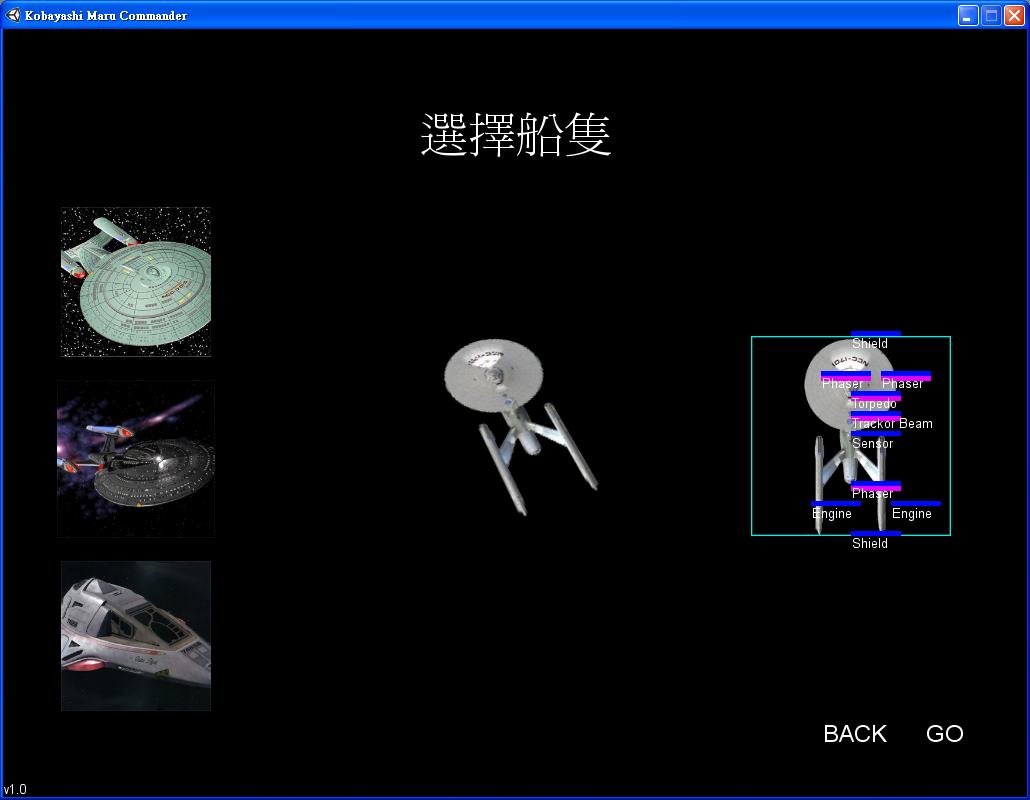 Kobayashi Maru Commander
選擇船隻
Shield
Phaser Phaser
Torpedo
Trackor Beam
Sensor
Phaser
Engine Engine
Shield
BACK GO
v1.0